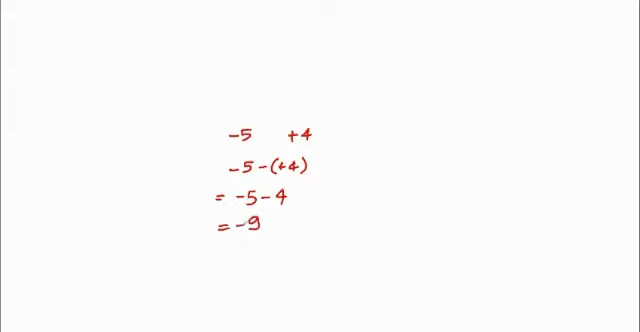 -5 +4
-5-(+4)
= -5-4
= -9